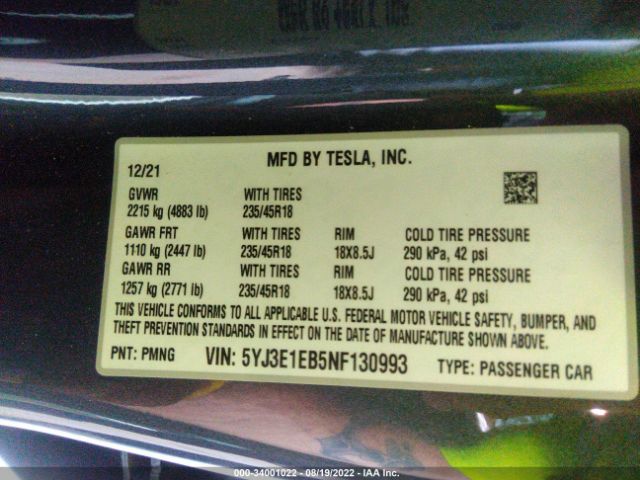 MFD BY TESLA, INC.
12/21
GVWR WITH TIRES
2215 kg (4883 lb) 235/45R18
GAWR FRT WITH TIRES RIM COLD TIRE PRESSURE
1110 kg (2447 lb) 235/45R18 18X8.5J 290 kPa, 42 psi
GAWR RR WITH TIRES RIM COLD TIRE PRESSURE
1257 kg (2771 lb) 235/45R18 18X8.5J 290 kPa, 42 psi
THIS VEHICLE CONFORMS TO ALL APPLICABLE U.S. FEDERAL MOTOR VEHICLE SAFETY, BUMPER, AND
THEFT PREVENTION STANDARDS IN EFFECT ON THE DATE OF MANUFACTURE SHOWN ABOVE.
PNT: PMNG VIN: 5YJ3E1EB5NF130993 TYPE: PASSENGER CAR
000-34001022 - 08/19/2022 - IAA Inc.